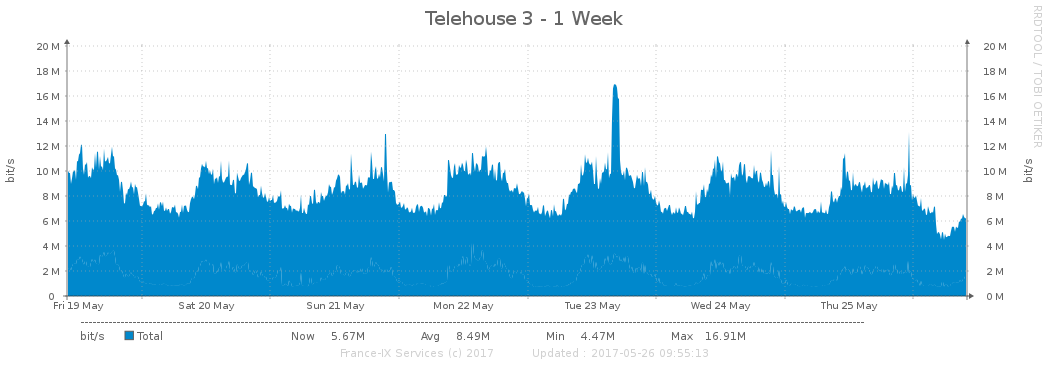 Telehouse 3 - 1 Week
RRDTOOL / TOBI OETIKER
bit/s
bit/s
20 M 20 M
18 M 18 M
16 M 16 M
14 M 14 M
12 M 12 M
10 M 10 M
8 M 8 M
6 M 6 M
4 M 4 M
2 M 2 M
0 0 M
Fri 19 May Sat 20 May Sun 21 May Mon 22 May Tue 23 May Wed 24 May Thu 25 May
bit/s Total Now 5.67M Avg 8.49M Min 4.47M Max 16.91M
France-IX Services (c) 2017 Updated : 2017-05-26 09:55:13